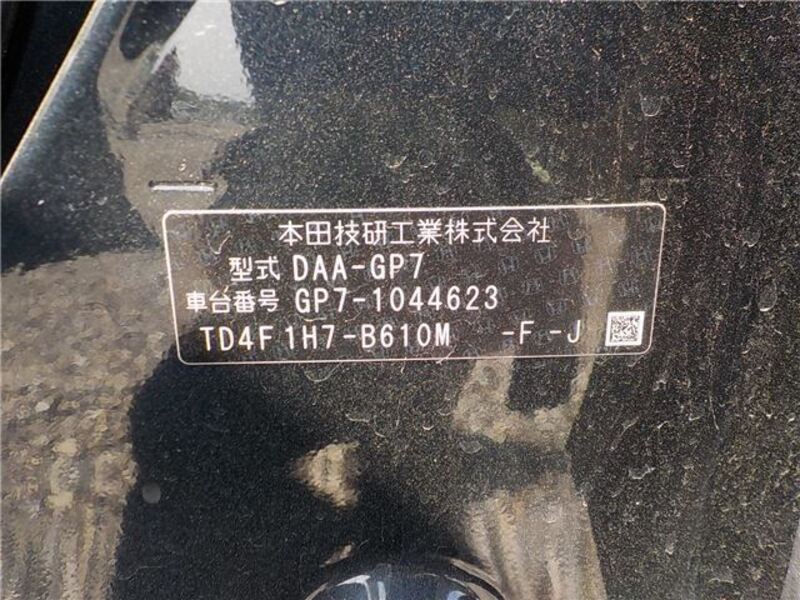 本田技研工業株式会社
型式 DAA-GP7
車台番号 GP7-1044623
TD4F1H7-B610M -F -J